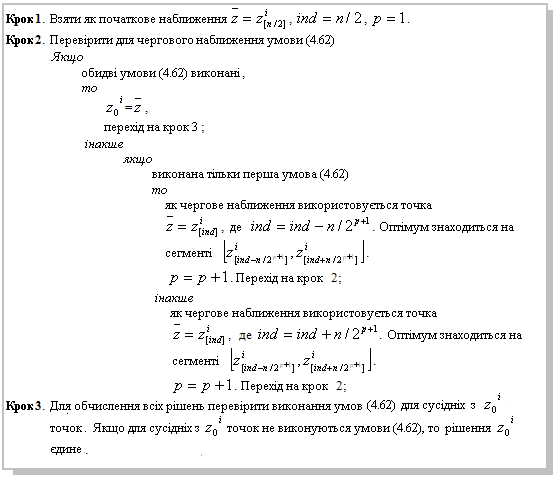 Крок 1. Взяти як початкове наближення z̄ = z^i_[n/2], ind = n/2, p = 1.
Крок 2. Перевірити для чергового наближення умови (4.62)
Якщо
обидві умови (4.62) виконані,
то
z_0^i = z̄,
перехід на крок 3;
інакше
якщо
виконана тільки перша умова (4.62)
то
як чергове наближення використовується точка
z̄ = z^i_[ind], де ind = ind − n/2^{p+1}. Оптімум знаходиться на
сегменті ⌊z^i_[ind−n/2^{p+1}], z^i_[ind+n/2^{p+1}]⌋.
p = p + 1. Перехід на крок 2;
інакше
як чергове наближення використовується точка
z̄ = z^i_[ind], де ind = ind + n/2^{p+1}. Оптімум знаходиться на
сегменті ⌊z^i_[ind−n/2^{p+1}], z^i_[ind+n/2^{p+1}]⌋.
p = p + 1. Перехід на крок 2;
Крок 3. Для обчислення всіх рішень перевірити виконання умов (4.62) для сусідніх з z_0^i
точок. Якщо для сусідніх з z_0^i точок не виконуються умови (4.62), то рішення z_0^i
єдине.